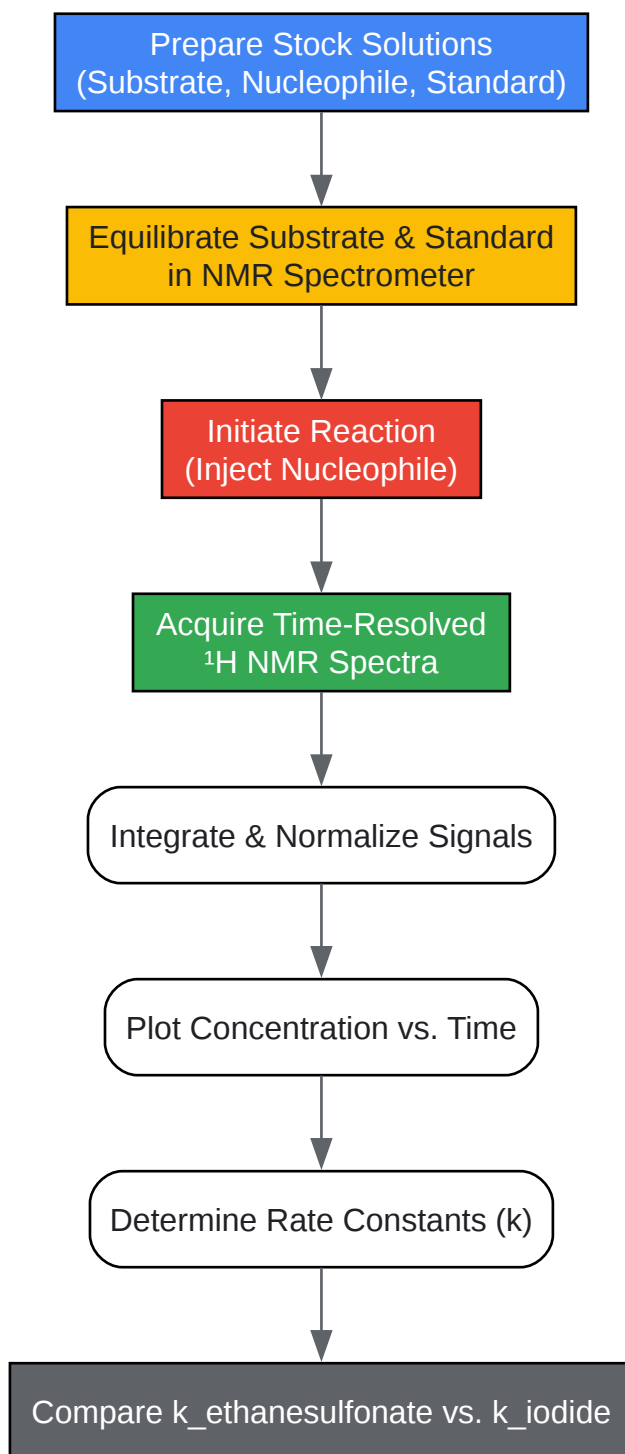 Prepare Stock Solutions
(Substrate, Nucleophile, Standard)
Equilibrate Substrate & Standard
in NMR Spectrometer
Initiate Reaction
(Inject Nucleophile)
Acquire Time-Resolved
¹H NMR Spectra
Integrate & Normalize Signals
Plot Concentration vs. Time
Determine Rate Constants (k)
Compare k_ethanesulfonate vs. k_iodide